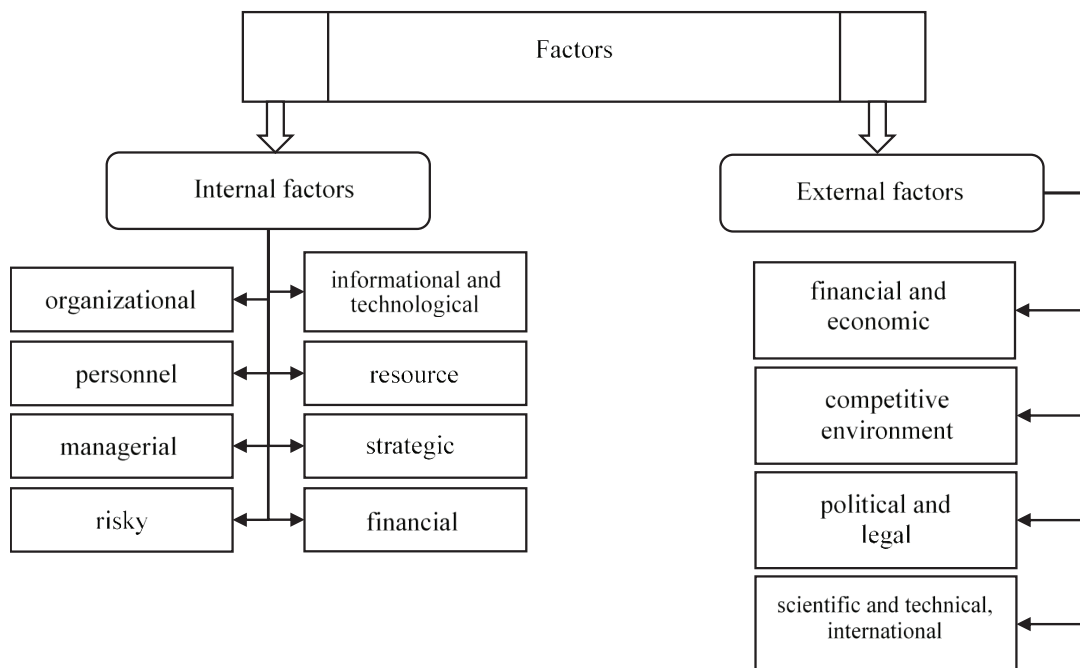 Factors
Internal factors
External factors
organizational
informational and
technological
personnel
resource
managerial
strategic
risky
financial
financial and
economic
competitive
environment
political and
legal
scientific and technical,
international